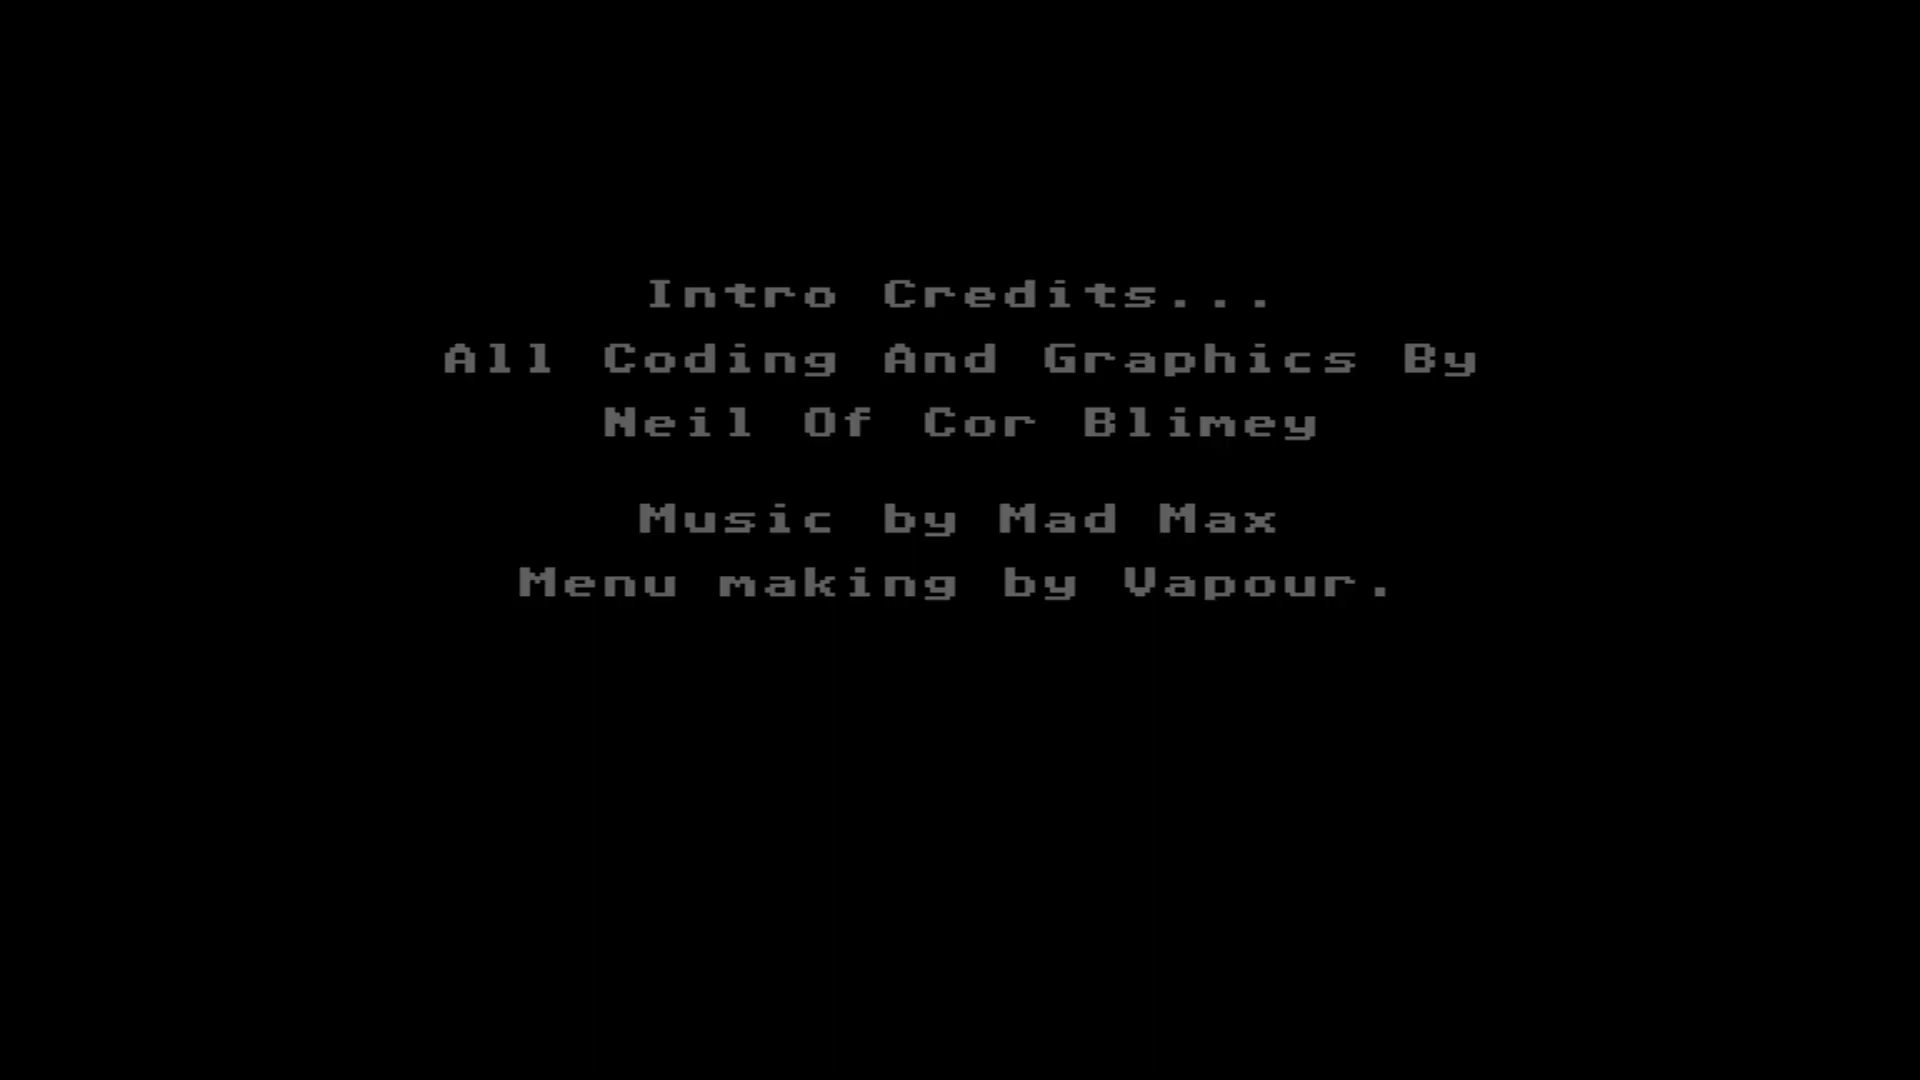 Intro Credits...
All Coding And Graphics By
Neil Of Cor Blimey
Music by Mad Max
Menu making by Vapour.